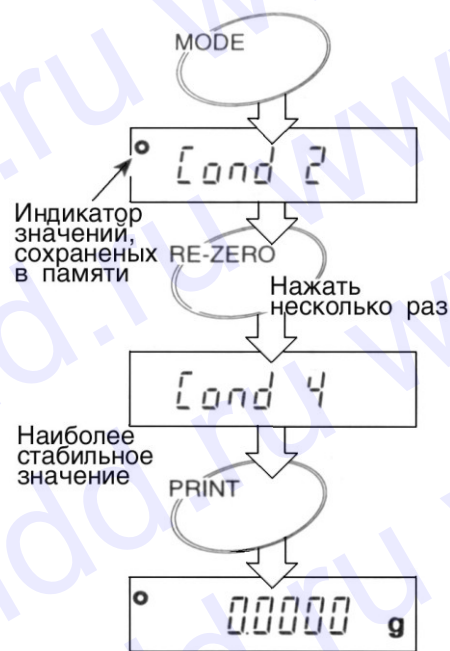 MODE
Cond 2
Индикатор
значений,
сохраненых
в памяти
RE-ZERO
Нажать
несколько раз
Cond 4
Наиболее
стабильное
значение
PRINT
0.0000 g